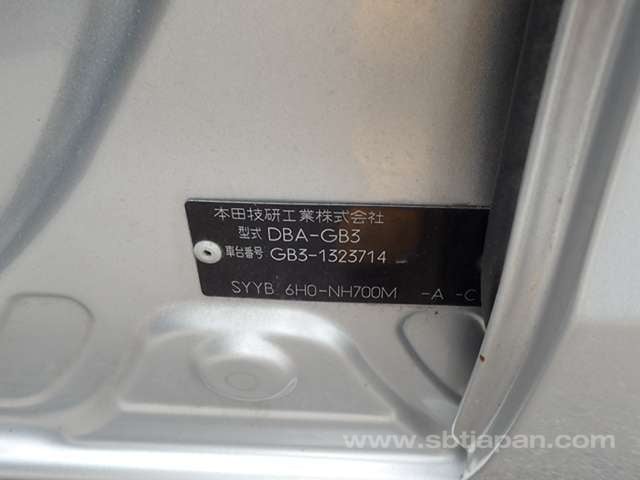 本田技研工業株式会社
型式 DBA-GB3
車台番号 GB3-1323714
SYYB 6H0-NH700M -A -C
www.sbtjapan.com